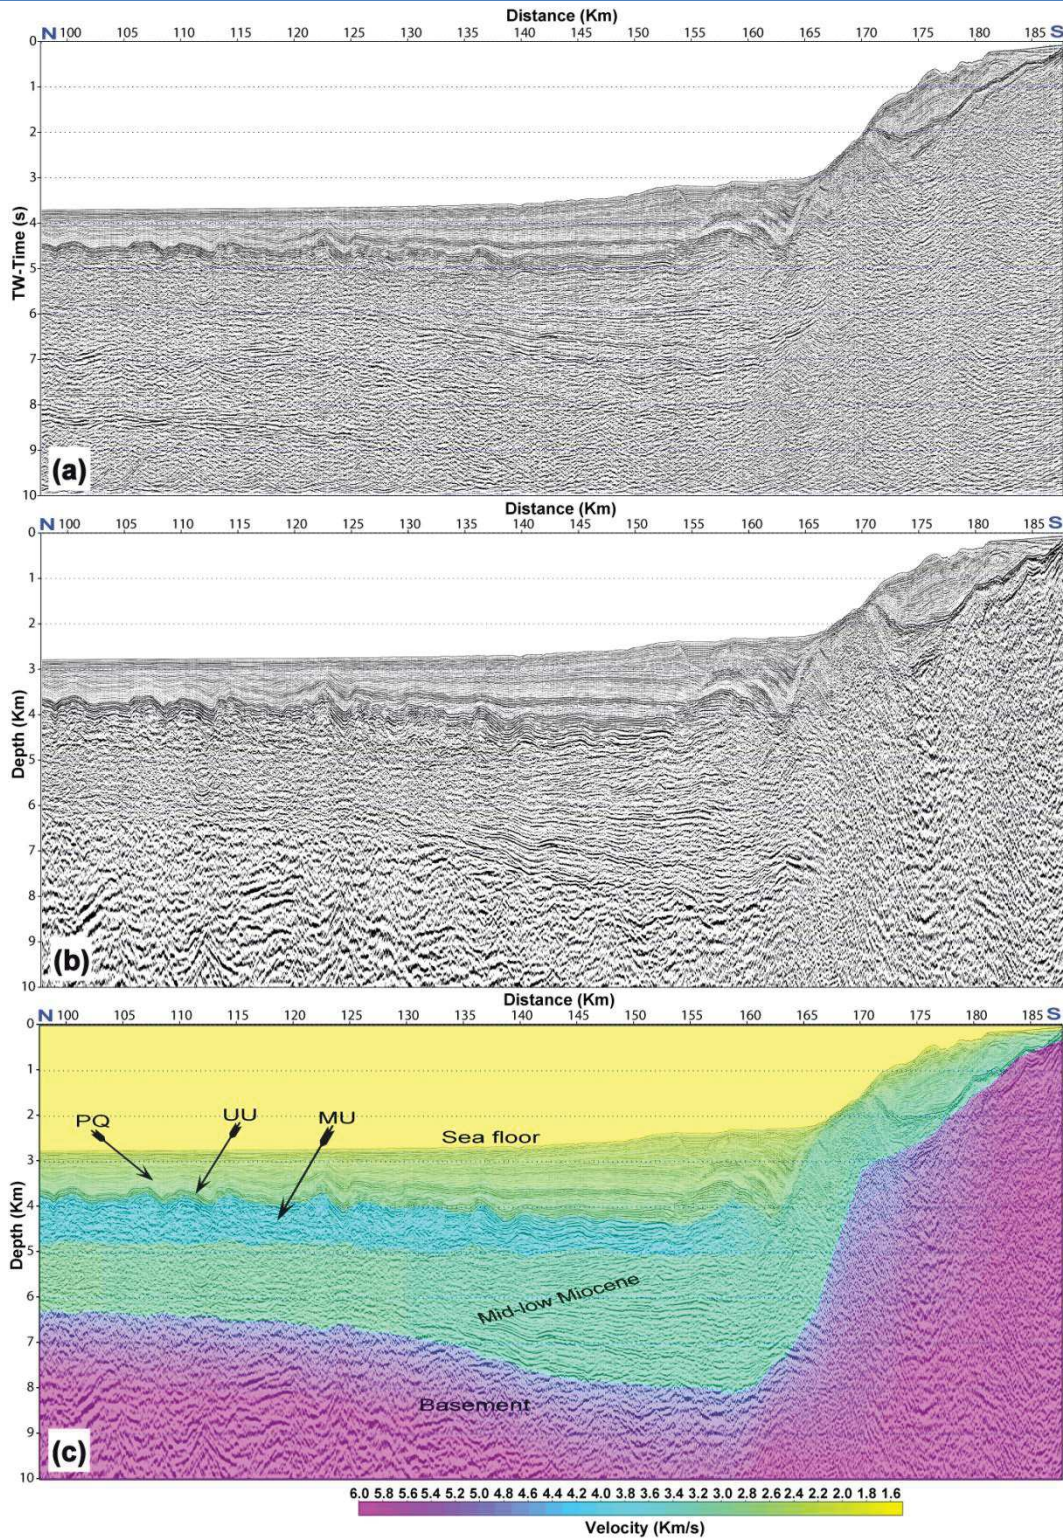 Distance (Km)
N 100 105 110 115 120 125 130 135 140 145 150 155 160 165 170 175 180 185 S
0
1
2
3
4
5
6
7
8
9
10
TW-Time (s)
(a)
Distance (Km)
N 100 105 110 115 120 125 130 135 140 145 150 155 160 165 170 175 180 185 S
0
1
2
3
4
5
6
7
8
9
10
Depth (Km)
(b)
Distance (Km)
N 100 105 110 115 120 125 130 135 140 145 150 155 160 165 170 175 180 185 S
0
1
2
3
4
5
6
7
8
9
10
Depth (Km)
PQ UU MU
Sea floor
Mid-low Miocene
Basement
(c)
6.0 5.8 5.6 5.4 5.2 5.0 4.8 4.6 4.4 4.2 4.0 3.8 3.6 3.4 3.2 3.0 2.8 2.6 2.4 2.2 2.0 1.8 1.6
Velocity (Km/s)